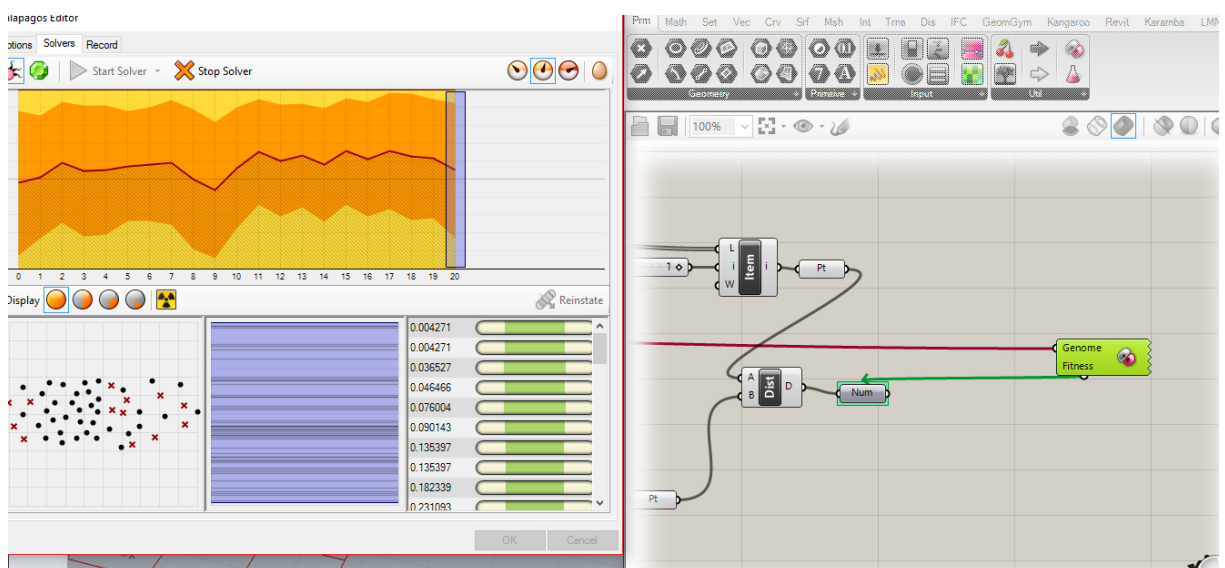 alapagos Editor
ptions Solvers Record
Start Solver Stop Solver
0 1 2 3 4 5 6 7 8 9 10 11 12 13 14 15 16 17 18 19 20
Display
Reinstate
0.004271
0.004271
0.036527
0.046466
0.076004
0.090143
0.135397
0.135397
0.182339
0.231093
OK Cancel
Prm Math Set Vec Crv Srf Msh Int Trns Dis IFC GeomGym Kangaroo Revit Karamba LMN
Geometry Primitive Input Util
100%
L
i Item i
W
1
Pt
Genome
Fitness
A
B Dist D
Num
Pt